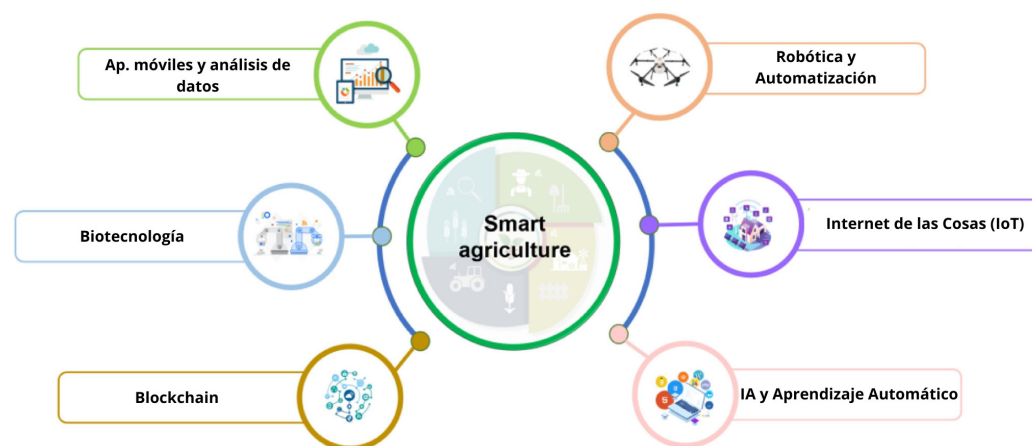 Ap. móviles y análisis de
datos
Robótica y
Automatización
Biotecnología
Smart
agriculture
Internet de las Cosas (IoT)
Blockchain
IA y Aprendizaje Automático